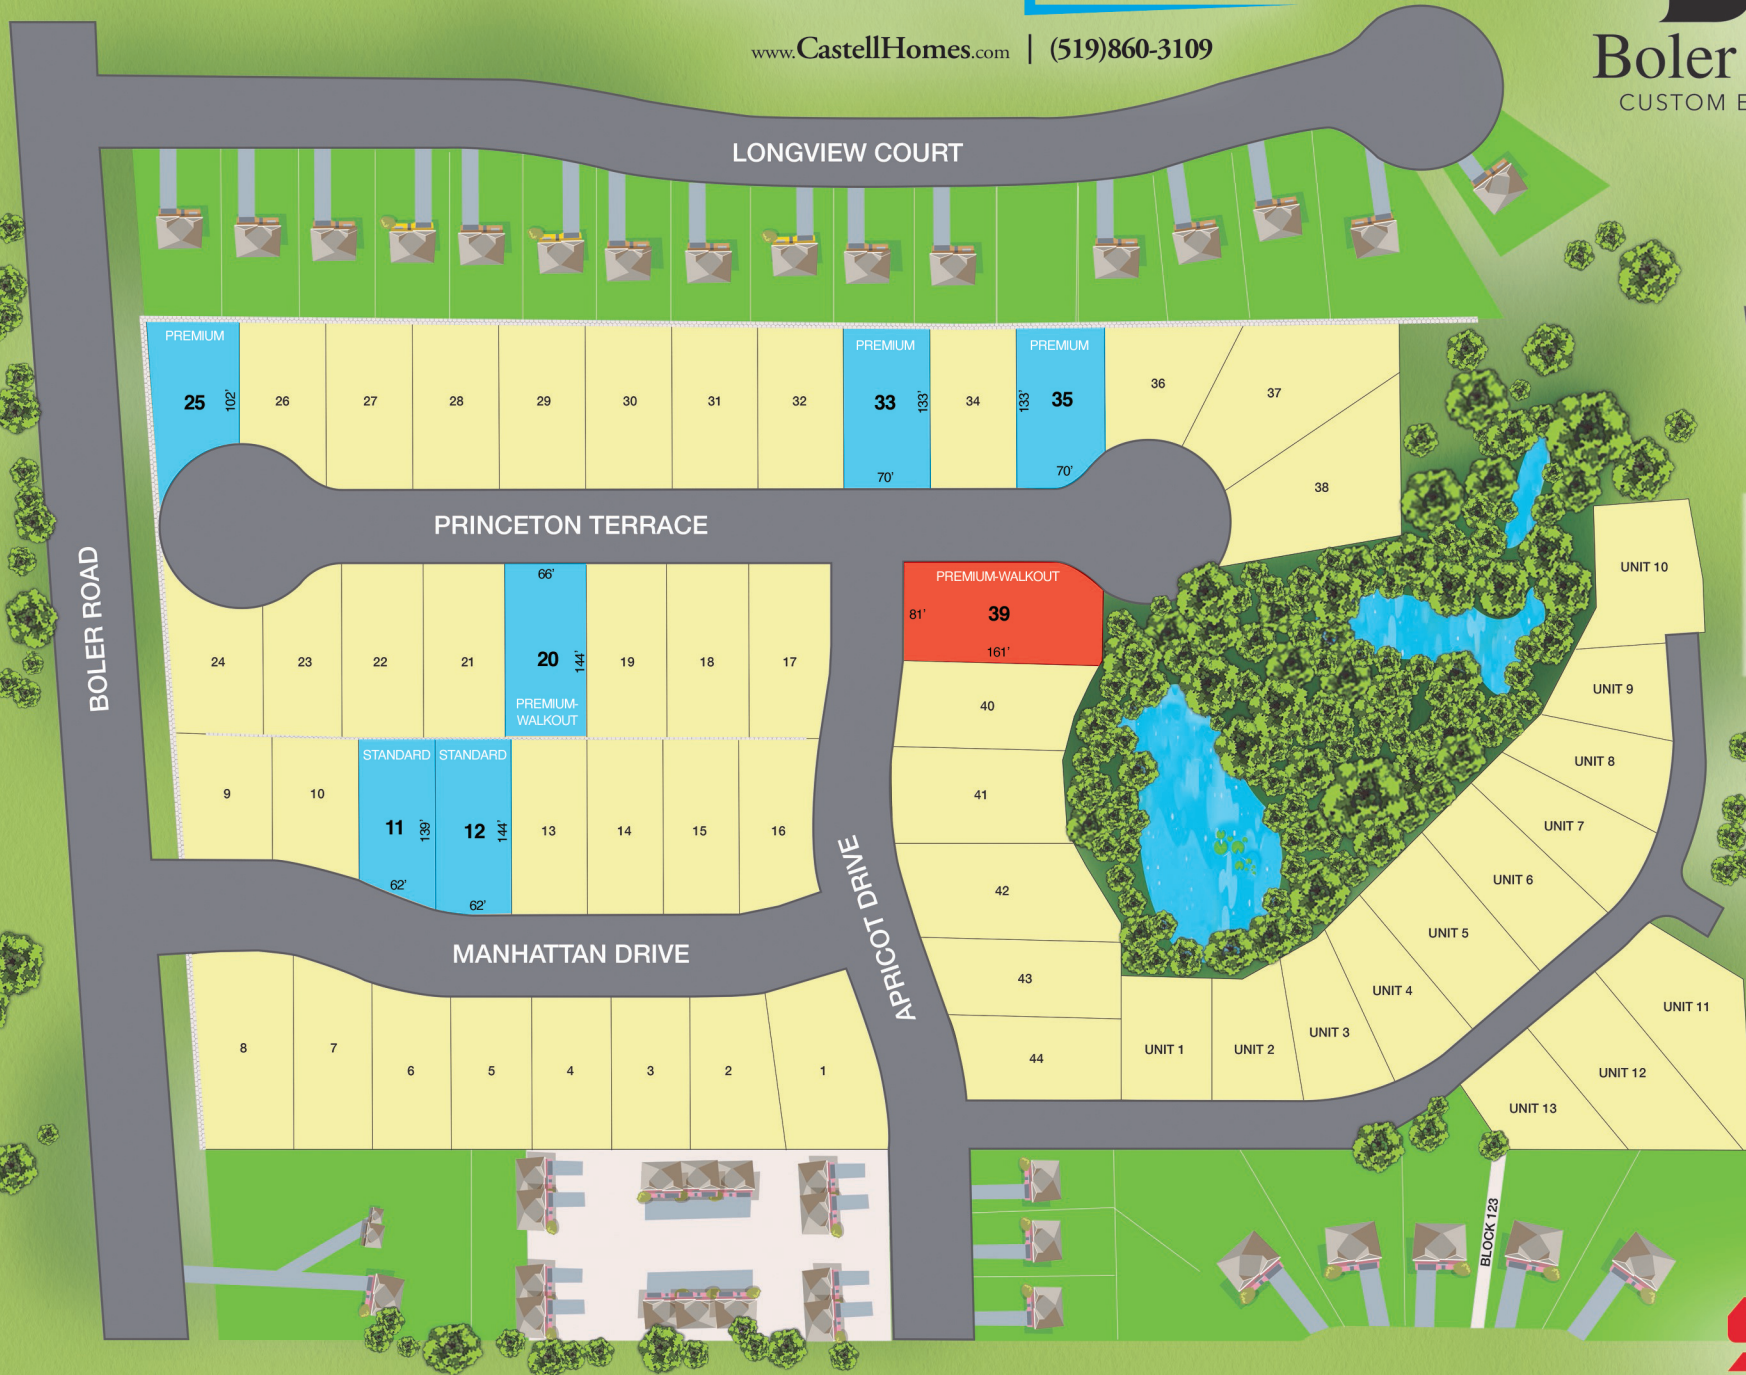 www.CastellHomes.com | (519)860-3109
Boler
CUSTOM
LONGVIEW COURT
PREMIUM
25
102'
26
27
28
29
30
31
32
PREMIUM
33
133'
70'
34
PREMIUM
133'
35
70'
36
37
38
PRINCETON TERRACE
BOLER ROAD
24
23
22
21
66'
20
144'
PREMIUM-
WALKOUT
19
18
17
PREMIUM-WALKOUT
81'
39
161'
40
41
42
43
44
9
10
STANDARD
11
139'
62'
STANDARD
12
144'
62'
13
14
15
16
MANHATTAN DRIVE
APRICOT DRIVE
8
7
6
5
4
3
2
1
UNIT 10
UNIT 9
UNIT 8
UNIT 7
UNIT 6
UNIT 5
UNIT 4
UNIT 3
UNIT 2
UNIT 1
UNIT 11
UNIT 12
UNIT 13
BLOCK 123